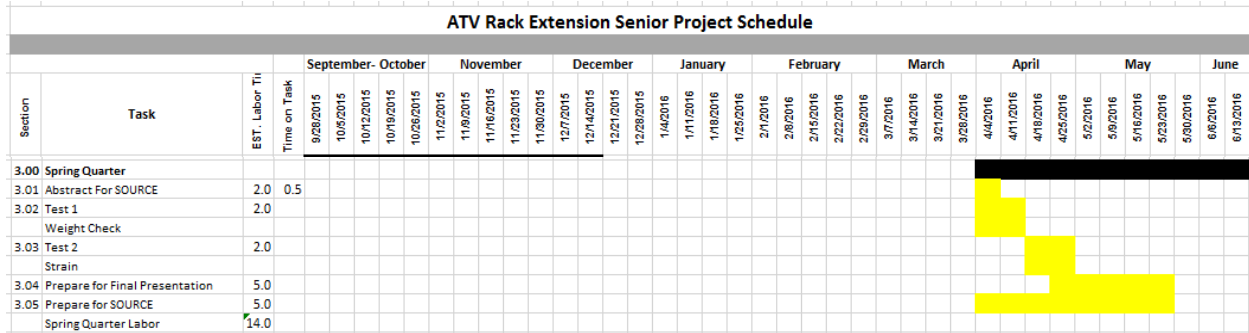 ATV Rack Extension Senior Project Schedule
September- October November December January February March April May June
Section Task EST. Labor Ti Time on Task 9/28/2015 10/5/2015 10/12/2015 10/19/2015 10/26/2015 11/2/2015 11/9/2015 11/16/2015 11/23/2015 11/30/2015 12/7/2015 12/14/2015 12/21/2015 12/28/2015 1/4/2016 1/11/2016 1/18/2016 1/25/2016 2/1/2016 2/8/2016 2/15/2016 2/22/2016 2/29/2016 3/7/2016 3/14/2016 3/21/2016 3/28/2016 4/4/2016 4/11/2016 4/18/2016 4/25/2016 5/2/2016 5/9/2016 5/16/2016 5/23/2016 5/30/2016 6/6/2016 6/13/2016
3.00 Spring Quarter
3.01 Abstract For SOURCE 2.0 0.5
3.02 Test 1 2.0
Weight Check
3.03 Test 2 2.0
Strain
3.04 Prepare for Final Presentation 5.0
3.05 Prepare for SOURCE 5.0
Spring Quarter Labor 14.0